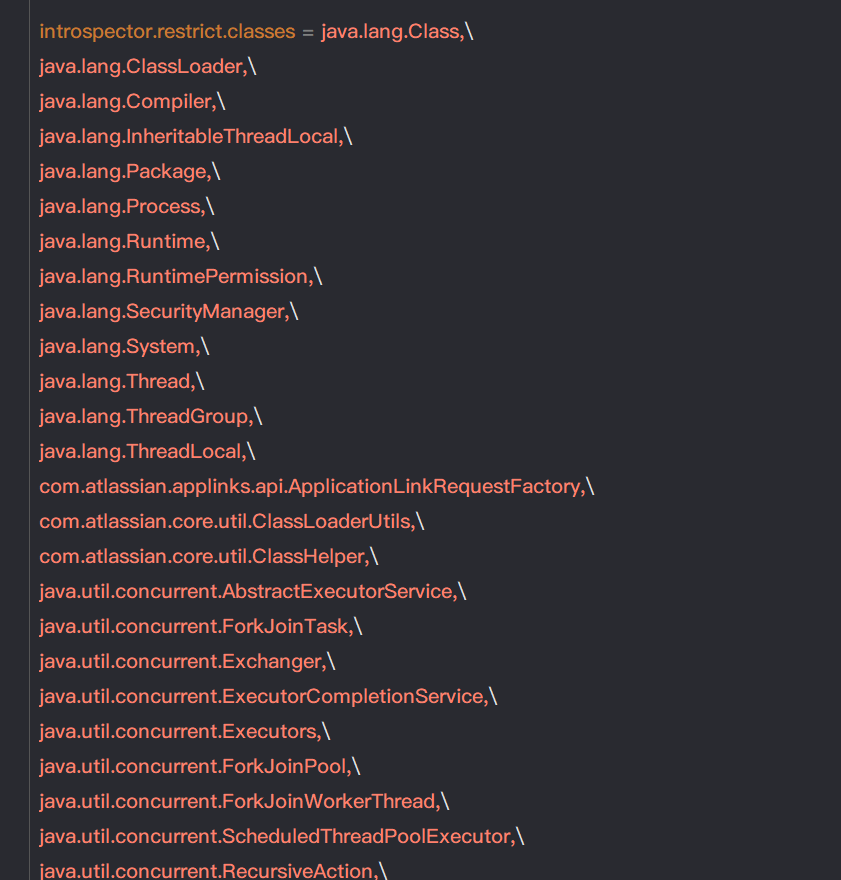 introspector.restrict.classes = java.lang.Class,\
java.lang.ClassLoader,\
java.lang.Compiler,\
java.lang.InheritableThreadLocal,\
java.lang.Package,\
java.lang.Process,\
java.lang.Runtime,\
java.lang.RuntimePermission,\
java.lang.SecurityManager,\
java.lang.System,\
java.lang.Thread,\
java.lang.ThreadGroup,\
java.lang.ThreadLocal,\
com.atlassian.applinks.api.ApplicationLinkRequestFactory,\
com.atlassian.core.util.ClassLoaderUtils,\
com.atlassian.core.util.ClassHelper,\
java.util.concurrent.AbstractExecutorService,\
java.util.concurrent.ForkJoinTask,\
java.util.concurrent.Exchanger,\
java.util.concurrent.ExecutorCompletionService,\
java.util.concurrent.Executors,\
java.util.concurrent.ForkJoinPool,\
java.util.concurrent.ForkJoinWorkerThread,\
java.util.concurrent.ScheduledThreadPoolExecutor,\
java.util.concurrent.RecursiveAction,\